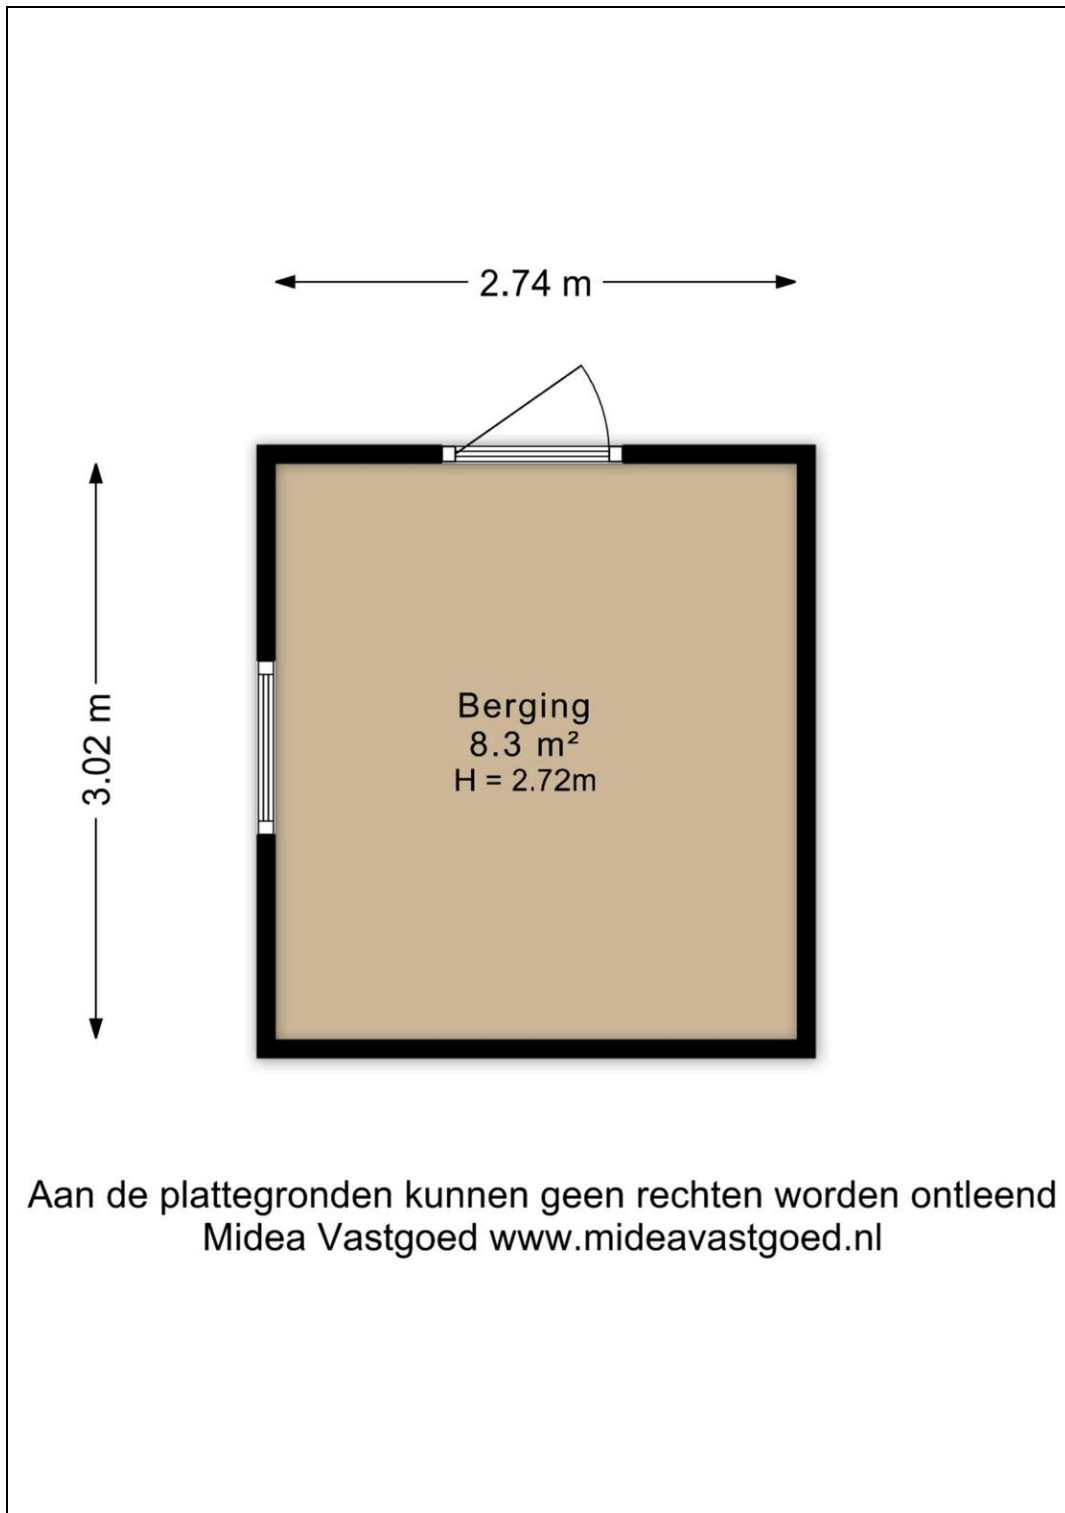 2.74 m
3.02 m
Berging
8.3 m²
H = 2.72m
Aan de plattegronden kunnen geen rechten worden ontleend
Midea Vastgoed www.mideavastgoed.nl